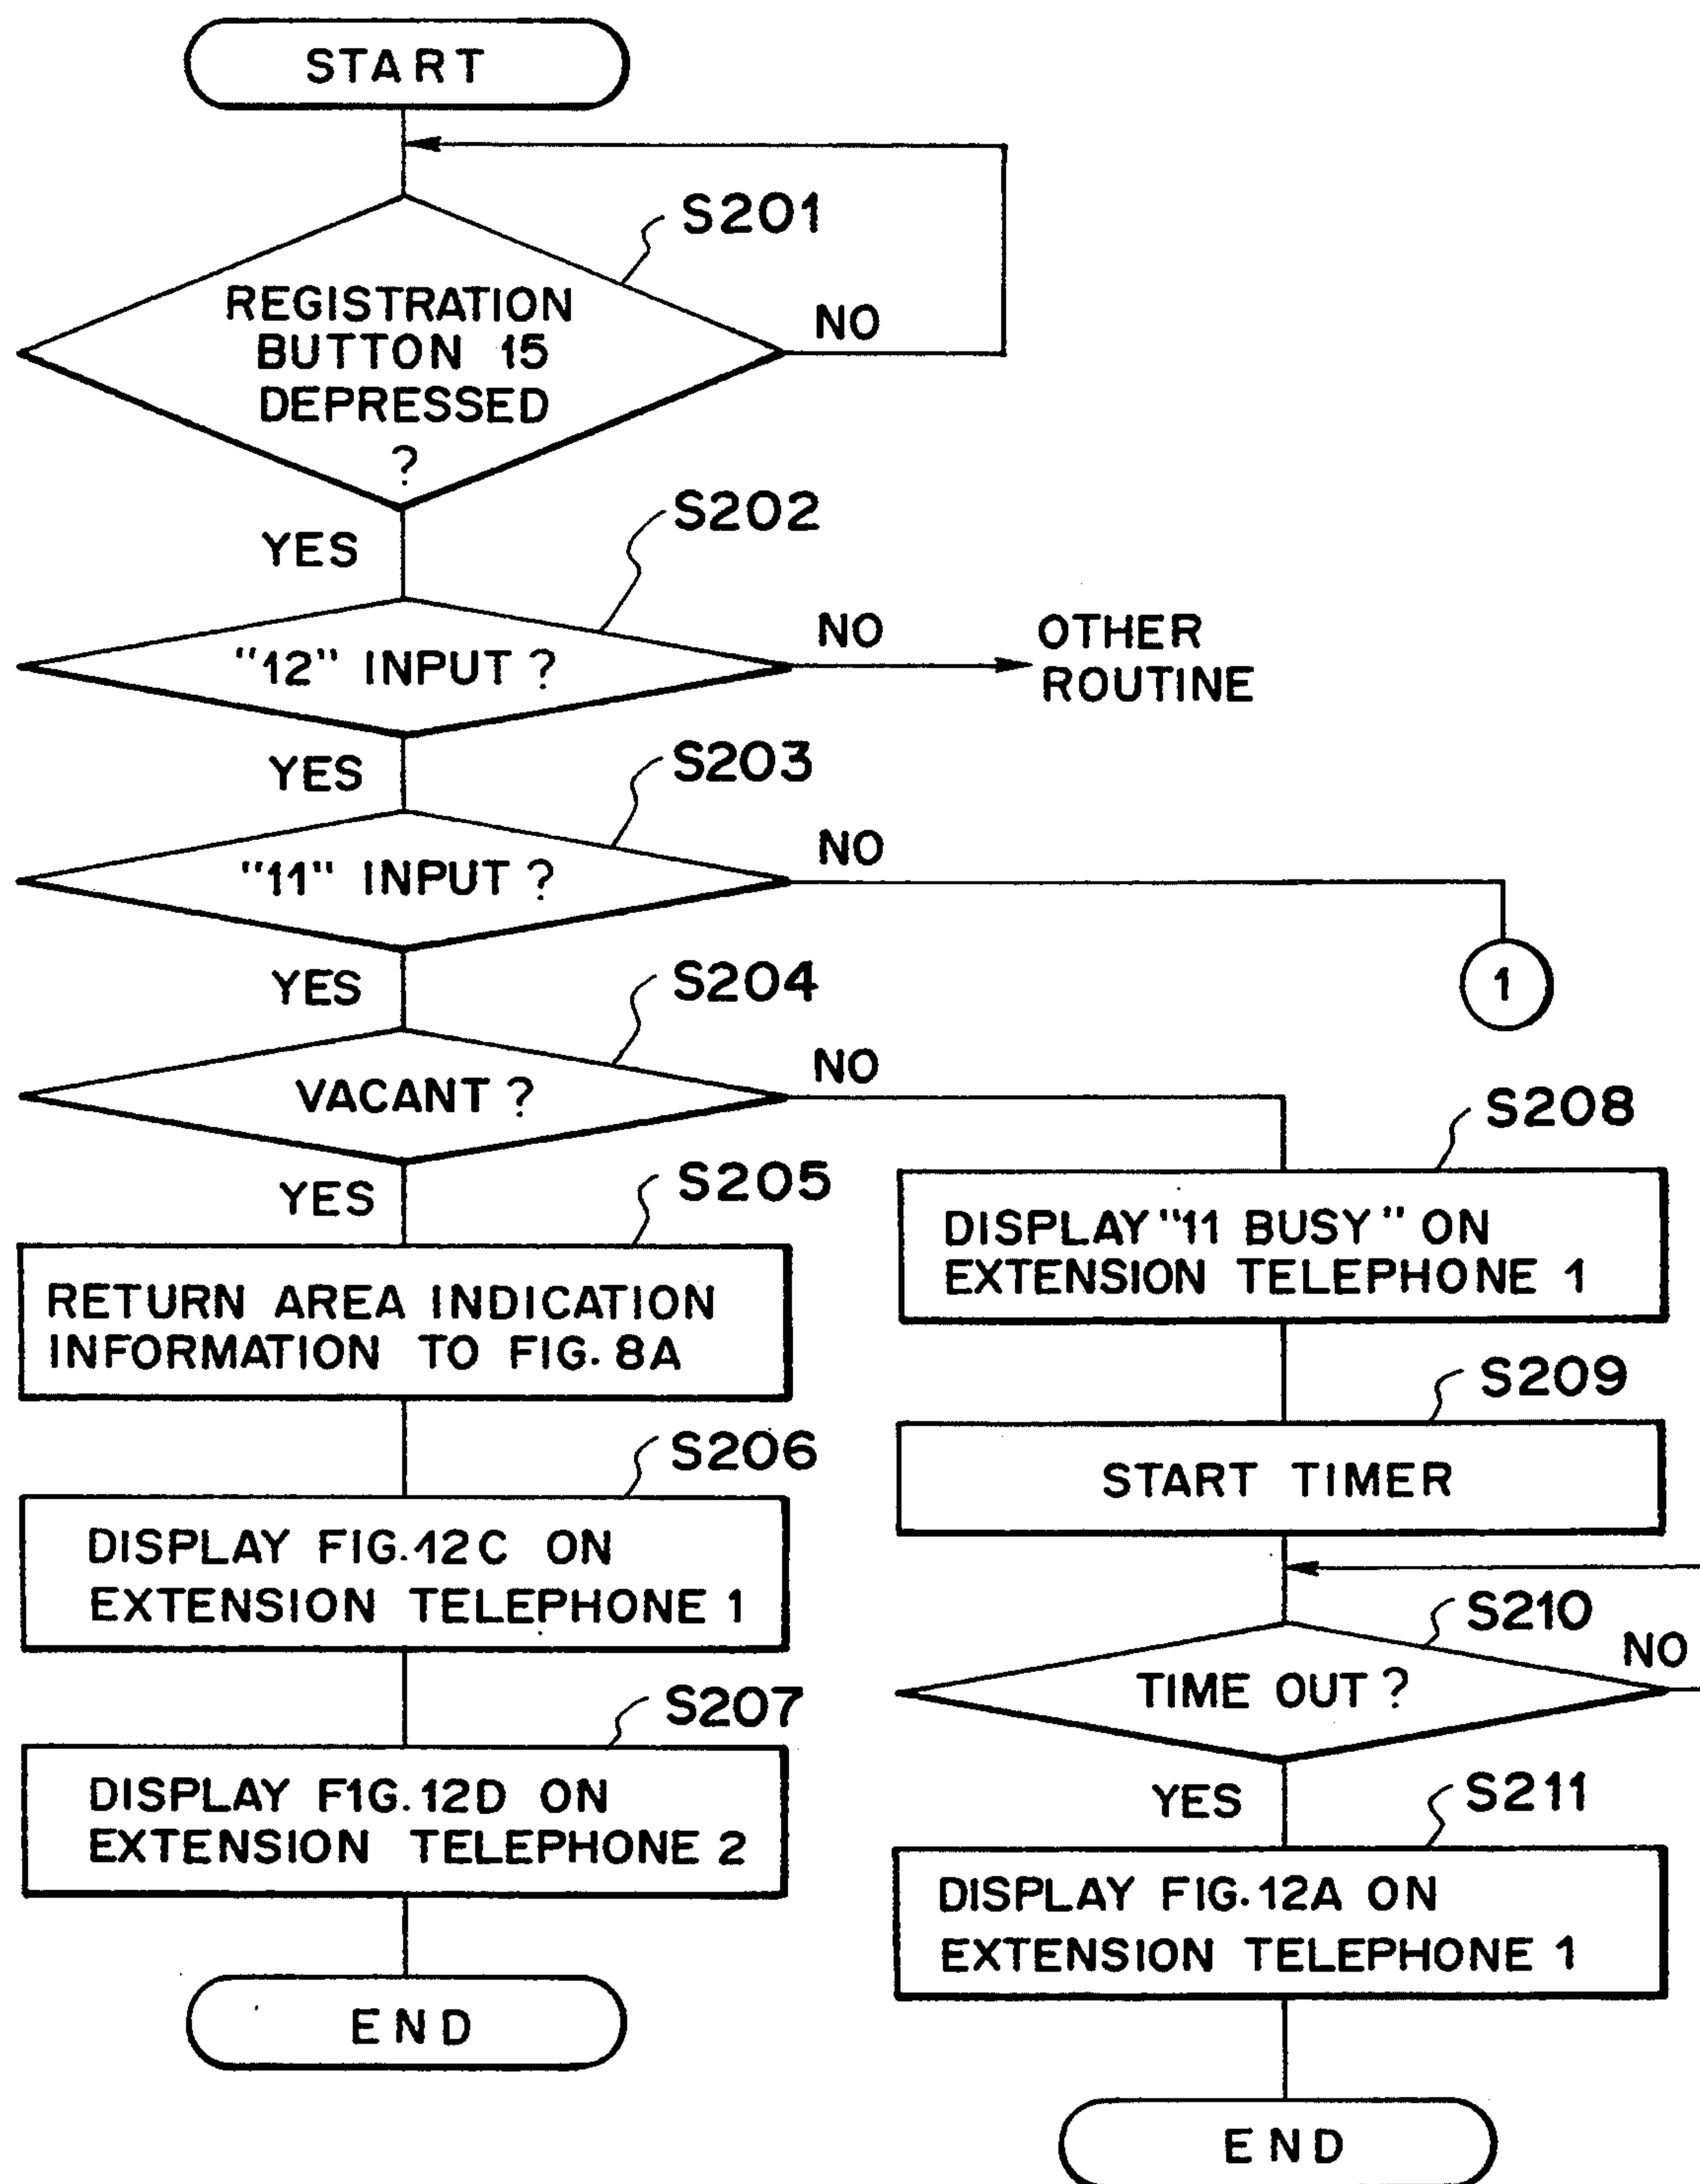 START
S201
REGISTRATION
BUTTON 15
DEPRESSED
?
NO
YES
S202
"12" INPUT ?
NO
OTHER
ROUTINE
YES
S203
"11" INPUT ?
NO
1
YES
S204
VACANT ?
NO
YES
S205
RETURN AREA INDICATION
INFORMATION TO FIG. 8A
S206
DISPLAY FIG. 12C ON
EXTENSION TELEPHONE 1
S207
DISPLAY FIG. 12D ON
EXTENSION TELEPHONE 2
END
S208
DISPLAY "11 BUSY" ON
EXTENSION TELEPHONE 1
S209
START TIMER
S210
TIME OUT ?
NO
YES
S211
DISPLAY FIG. 12A ON
EXTENSION TELEPHONE 1
END